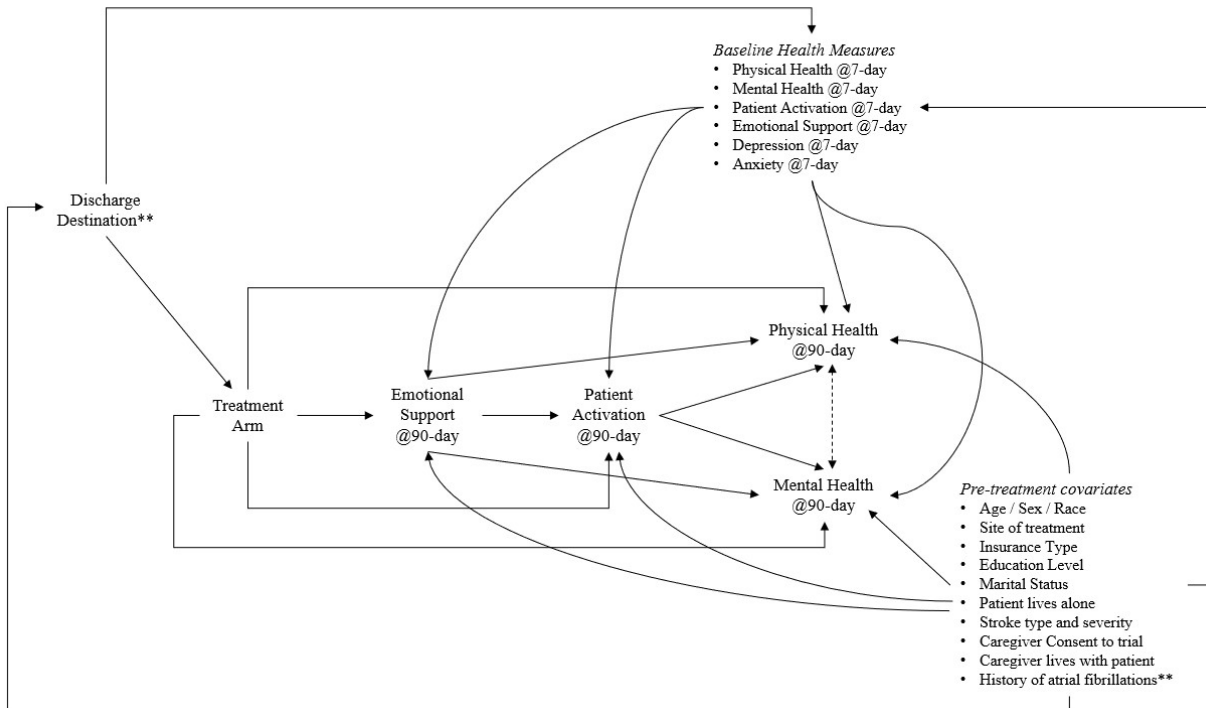 Baseline Health Measures
• Physical Health @7-day
• Mental Health @7-day
• Patient Activation @7-day
• Emotional Support @7-day
• Depression @7-day
• Anxiety @7-day
Discharge
Destination**
Physical Health
@90-day
Treatment
Arm
Emotional
Support
@90-day
Patient
Activation
@90-day
Mental Health
@90-day
Pre-treatment covariates
• Age / Sex / Race
• Site of treatment
• Insurance Type
• Education Level
• Marital Status
• Patient lives alone
• Stroke type and severity
• Caregiver Consent to trial
• Caregiver lives with patient
• History of atrial fibrillations**